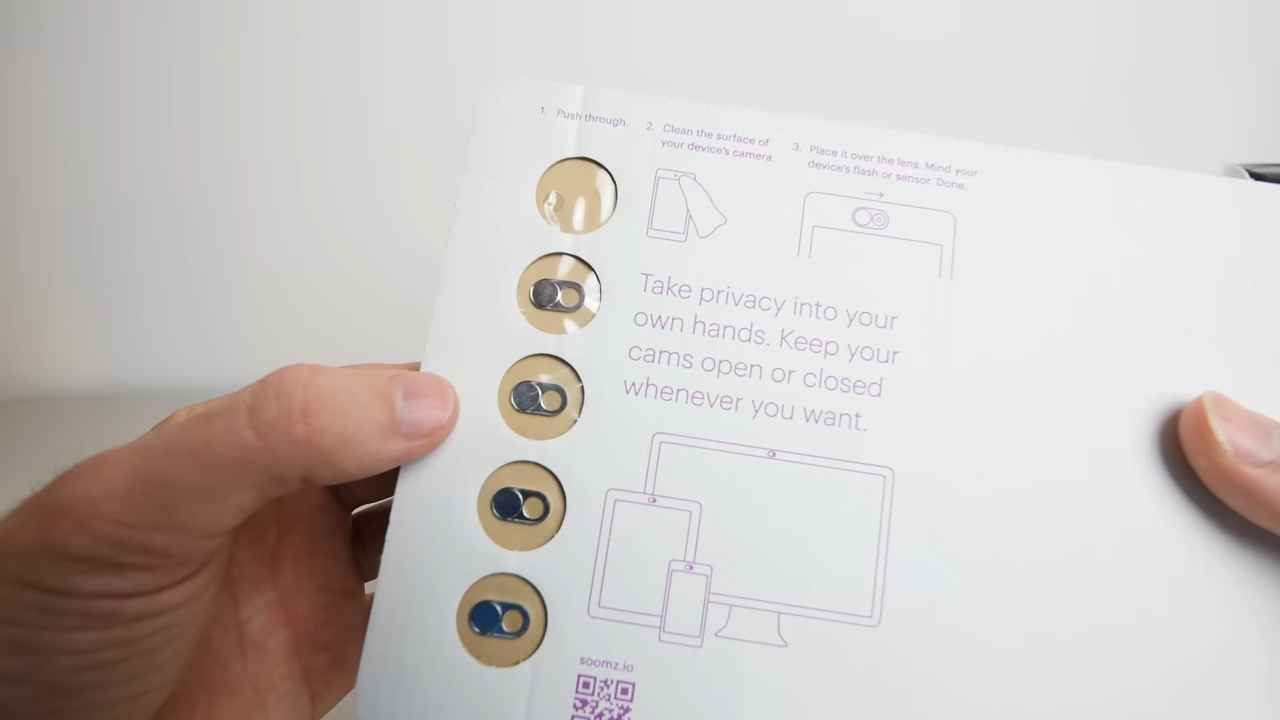 1. Push through.
2. Clean the surface of
your device's camera.
3. Place it over the lens. Mind your
device's flash or sensor. Done.
Take privacy into your
own hands. Keep your
cams open or closed
whenever you want.
soomz.io